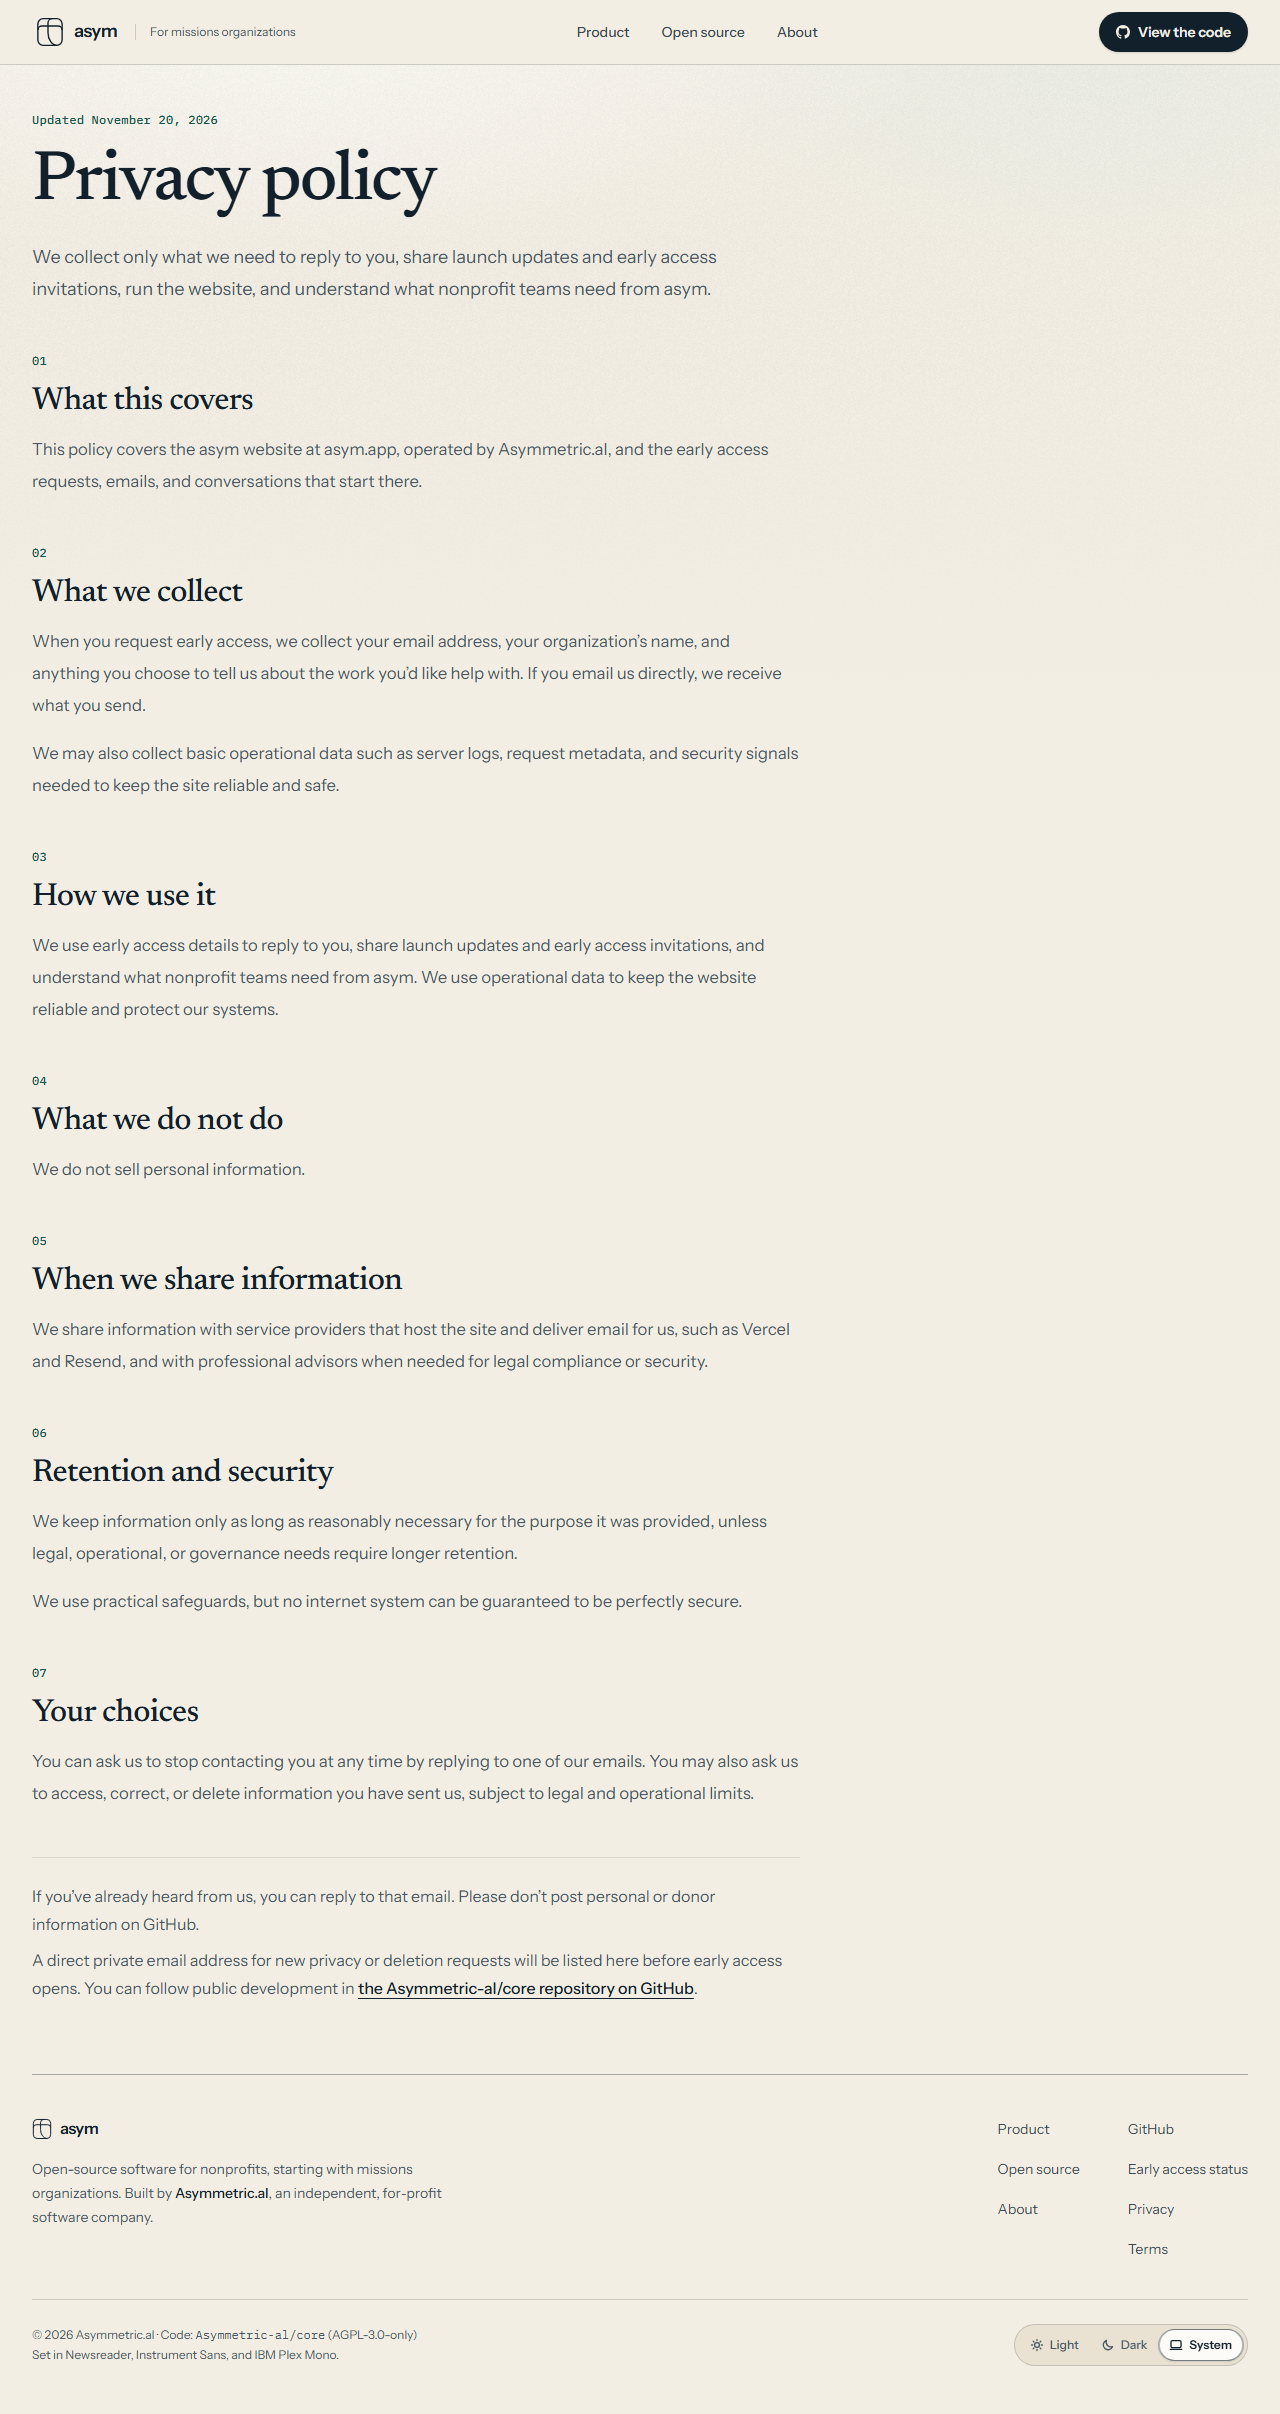 asym
For missions organizations
Product
Open source
About
View the code
Updated November 20, 2026
Privacy policy
We collect only what we need to reply to you, share launch updates and early access
invitations, run the website, and understand what nonprofit teams need from asym.
01
What this covers
This policy covers the asym website at asym.app, operated by Asymmetric.al, and the early access
requests, emails, and conversations that start there.
02
What we collect
When you request early access, we collect your email address, your organization’s name, and
anything you choose to tell us about the work you’d like help with. If you email us directly, we receive
what you send.
We may also collect basic operational data such as server logs, request metadata, and security signals
needed to keep the site reliable and safe.
03
How we use it
We use early access details to reply to you, share launch updates and early access invitations, and
understand what nonprofit teams need from asym. We use operational data to keep the website
reliable and protect our systems.
04
What we do not do
We do not sell personal information.
05
When we share information
We share information with service providers that host the site and deliver email for us, such as Vercel
and Resend, and with professional advisors when needed for legal compliance or security.
06
Retention and security
We keep information only as long as reasonably necessary for the purpose it was provided, unless
legal, operational, or governance needs require longer retention.
We use practical safeguards, but no internet system can be guaranteed to be perfectly secure.
07
Your choices
You can ask us to stop contacting you at any time by replying to one of our emails. You may also ask us
to access, correct, or delete information you have sent us, subject to legal and operational limits.
If you’ve already heard from us, you can reply to that email. Please don’t post personal or donor
information on GitHub.
A direct private email address for new privacy or deletion requests will be listed here before early access
opens. You can follow public development in the Asymmetric-al/core repository on GitHub.
asym
Open-source software for nonprofits, starting with missions
organizations. Built by Asymmetric.al, an independent, for-profit
software company.
Product
Open source
About
GitHub
Early access status
Privacy
Terms
© 2026 Asymmetric.al · Code: Asymmetric-al/core (AGPL-3.0-only)
Set in Newsreader, Instrument Sans, and IBM Plex Mono.
Light
Dark
System